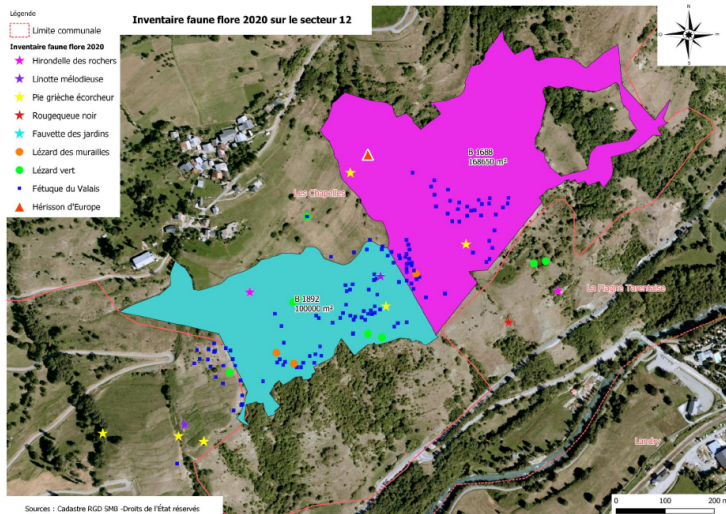 Légende
Limite communale
Inventaire faune flore 2020
Hirondelle des rochers
Linotte mélodieuse
Pie grièche écorcheur
Rougequeue noir
Fauvette des jardins
Lézard des murailles
Lézard vert
Fétuque du Valais
Hérisson d'Europe
Inventaire faune flore 2020 sur le secteur 12
N
O
E
S
B 1688
168650 m²
Les Chapelles
La Plagne Tarentaise
B 1892
100000 m²
Landry
Sources : Cadastre RGD SMB -Droits de l'État réservés
0 100 200 m